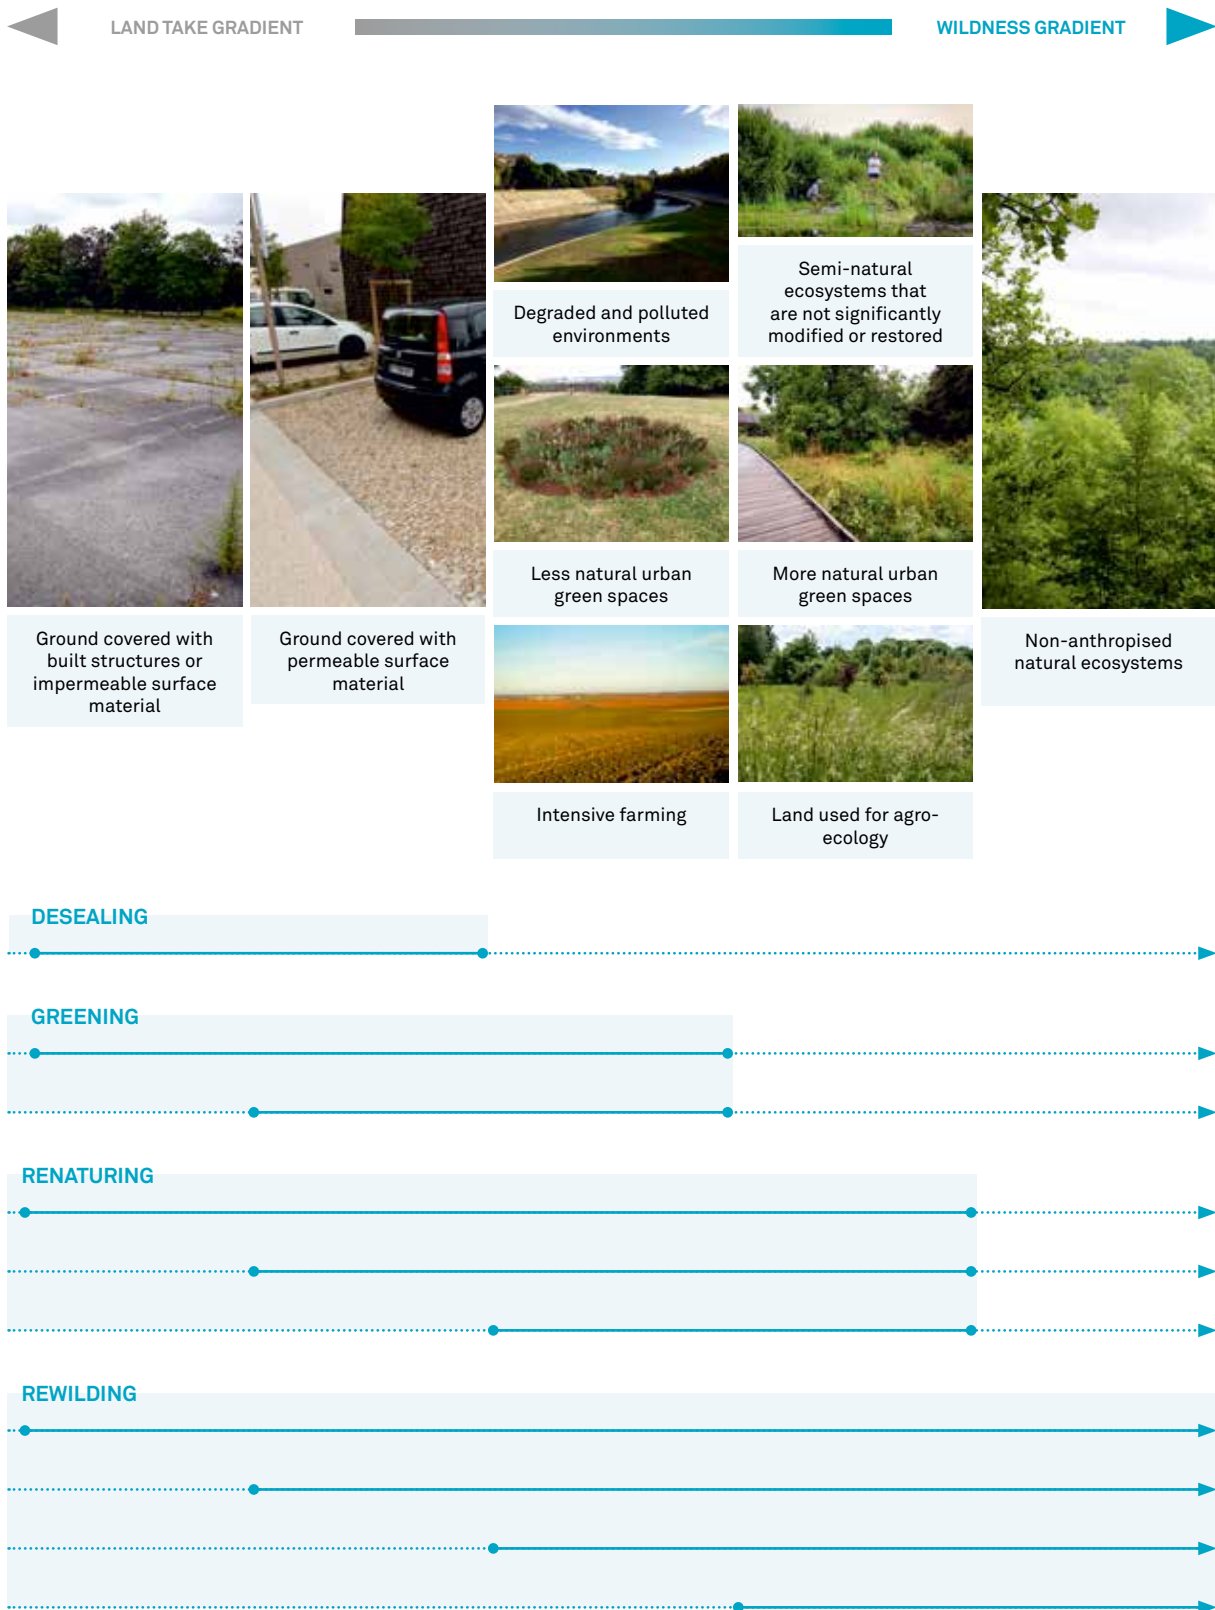 LAND TAKE GRADIENT
WILDNESS GRADIENT
Degraded and polluted
environments
Semi-natural
ecosystems that
are not significantly
modified or restored
Less natural urban
green spaces
More natural urban
green spaces
Ground covered with
built structures or
impermeable surface
material
Ground covered with
permeable surface
material
Non-anthropised
natural ecosystems
Intensive farming
Land used for agro-
ecology
DESEALING
GREENING
RENATURING
REWILDING